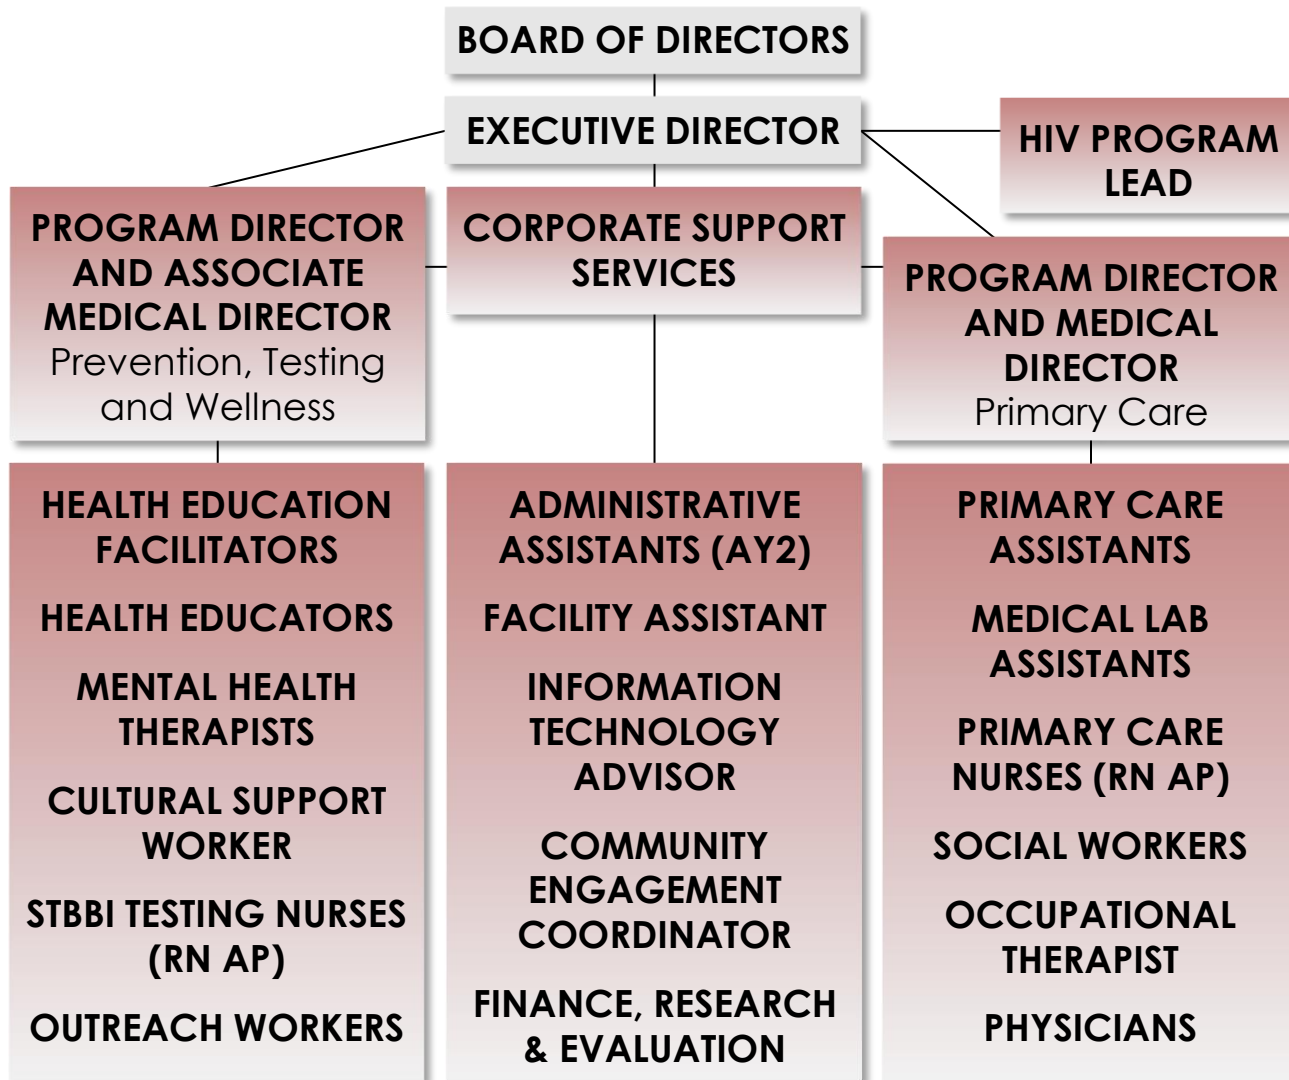 BOARD OF DIRECTORS
EXECUTIVE DIRECTOR
HIV PROGRAM
LEAD
PROGRAM DIRECTOR
AND ASSOCIATE
MEDICAL DIRECTOR
Prevention, Testing
and Wellness
CORPORATE SUPPORT
SERVICES
PROGRAM DIRECTOR
AND MEDICAL
DIRECTOR
Primary Care
HEALTH EDUCATION
FACILITATORS
HEALTH EDUCATORS
MENTAL HEALTH
THERAPISTS
CULTURAL SUPPORT
WORKER
STBBI TESTING NURSES
(RN AP)
OUTREACH WORKERS
ADMINISTRATIVE
ASSISTANTS (AY2)
FACILITY ASSISTANT
INFORMATION
TECHNOLOGY
ADVISOR
COMMUNITY
ENGAGEMENT
COORDINATOR
FINANCE, RESEARCH
& EVALUATION
PRIMARY CARE
ASSISTANTS
MEDICAL LAB
ASSISTANTS
PRIMARY CARE
NURSES (RN AP)
SOCIAL WORKERS
OCCUPATIONAL
THERAPIST
PHYSICIANS